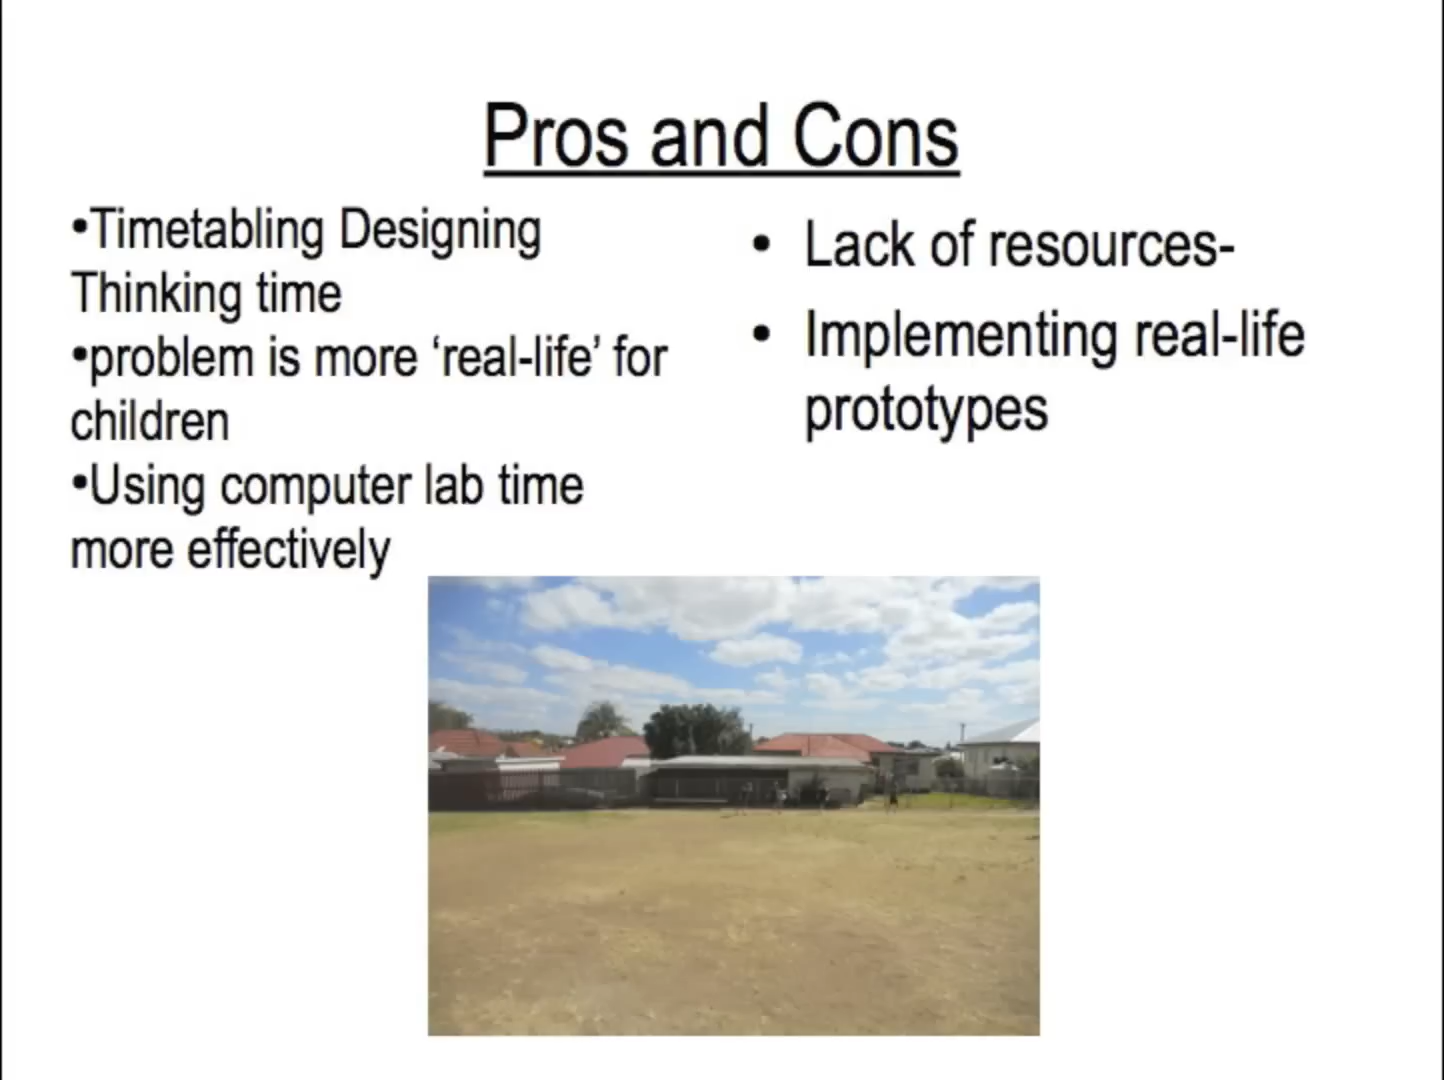 Pros and Cons
•Timetabling Designing
Thinking time
•problem is more ‘real-life’ for
children
•Using computer lab time
more effectively
• Lack of resources-
• Implementing real-life
prototypes